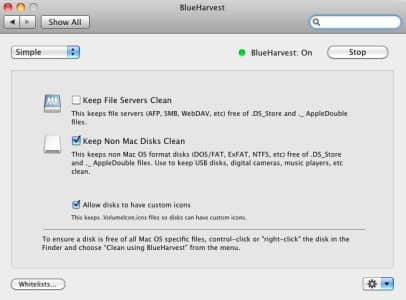 BlueHarvest
Show All
Simple
BlueHarvest: On
Stop
Keep File Servers Clean
This keeps file servers (AFP, SMB, WebDAV, etc) free of .DS_Store and ._ AppleDouble
files.
Keep Non Mac Disks Clean
This keeps non Mac OS format disks (DOS/FAT, ExFAT, NTFS, etc) free of .DS_Store
and ._ AppleDouble files. Use to keep USB disks, digital cameras, music players, etc
clean.
Allow disks to have custom icons
This keeps .VolumeIcon.icns files so disks can have custom icons.
To ensure a disk is free of all Mac OS specific files, control-click or "right-click" the disk in the
Finder and choose "Clean using BlueHarvest" from the menu.
Whitelists...